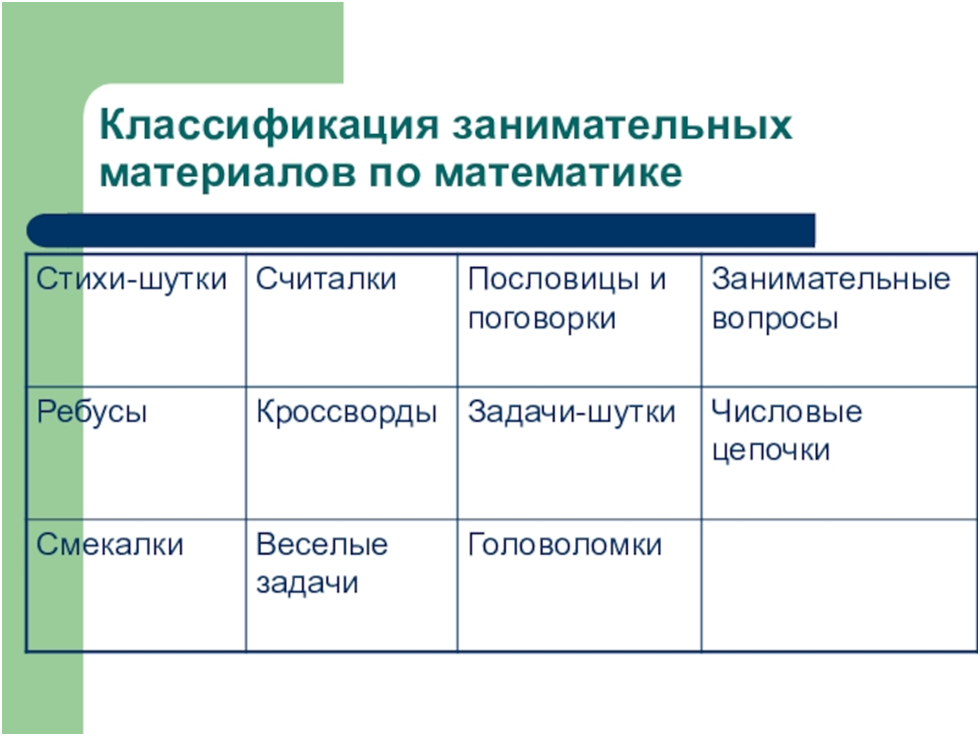 Классификация занимательных
материалов по математике
Стихи-шутки
Считалки
Пословицы и
поговорки
Занимательные
вопросы
Ребусы
Кроссворды
Задачи-шутки
Числовые
цепочки
Смекалки
Веселые
задачи
Головоломки